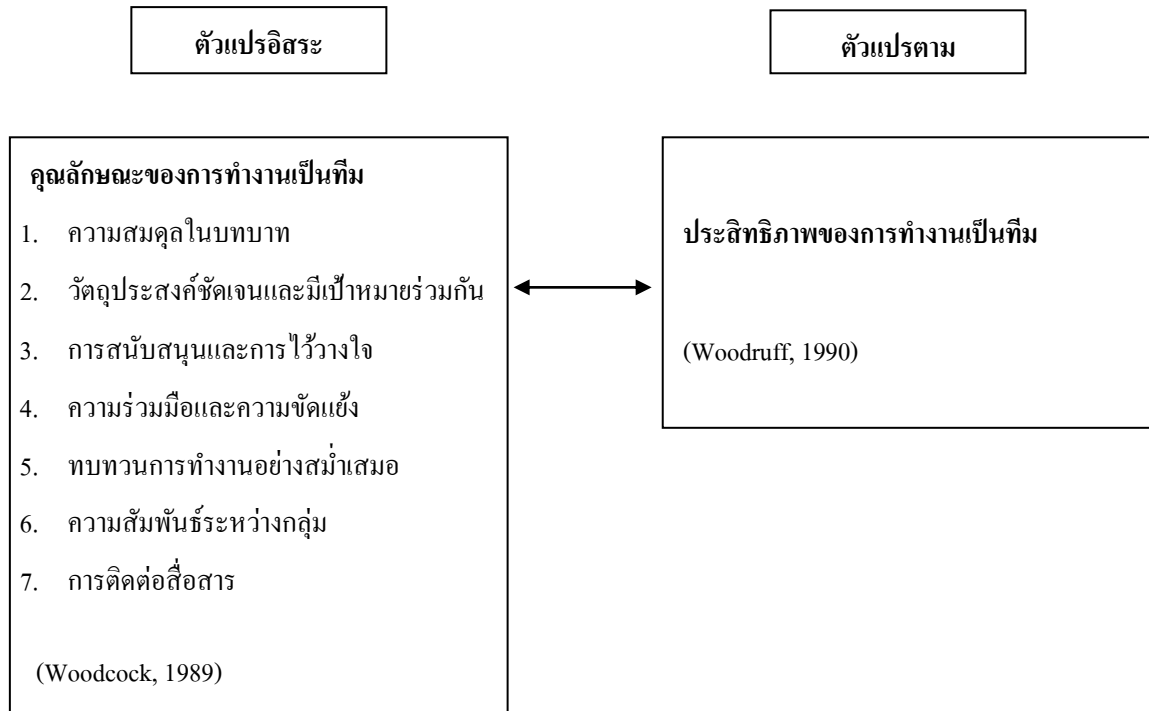 ตัวแปรอิสระ
ตัวแปรตาม
คุณลักษณะของการทำงานเป็นทีม
1. ความสมดุลในบทบาท
2. วัตถุประสงค์ชัดเจนและมีเป้าหมายร่วมกัน
3. การสนับสนุนและการไว้วางใจ
4. ความร่วมมือและความขัดแย้ง
5. ทบทวนการทำงานอย่างสม่ำเสมอ
6. ความสัมพันธ์ระหว่างกลุ่ม
7. การติดต่อสื่อสาร
(Woodcock, 1989)
ประสิทธิภาพของการทำงานเป็นทีม
(Woodruff, 1990)